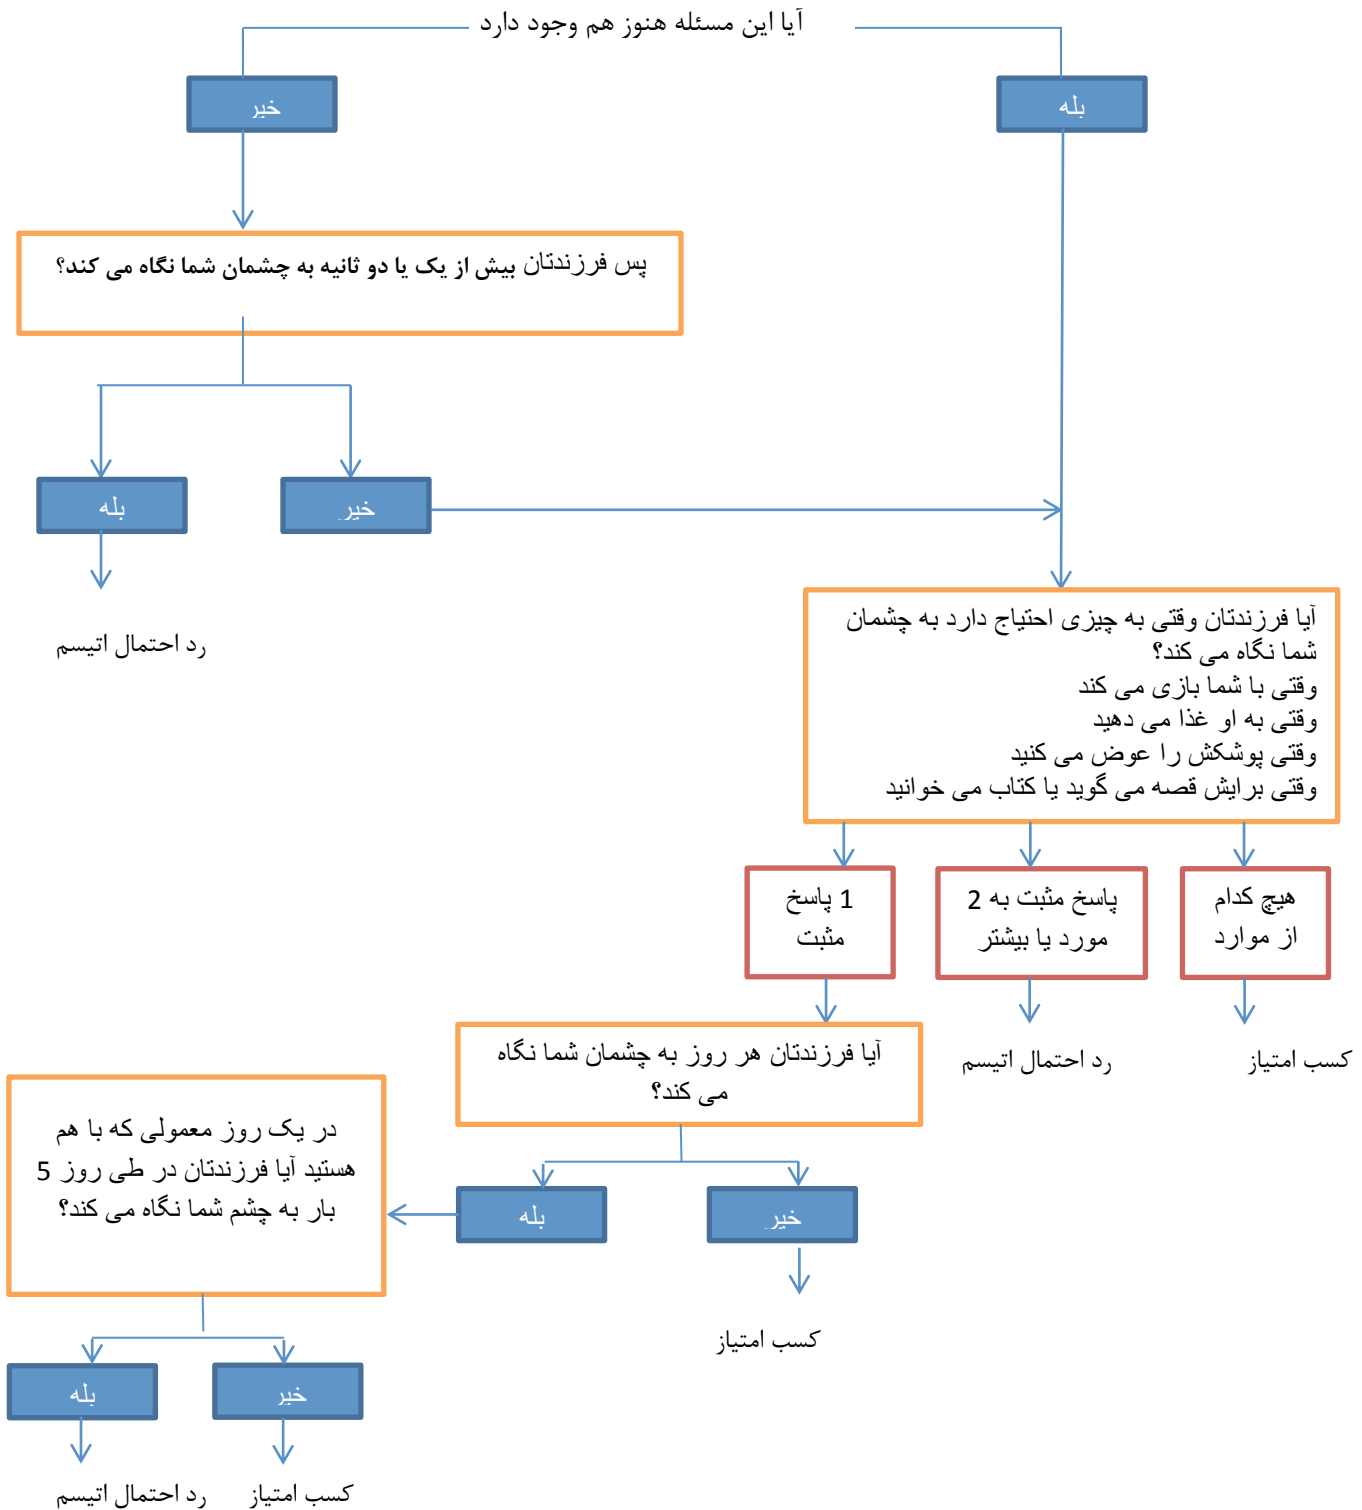 آیا این مسئله هنوز هم وجود دارد
بله
خیر
پس فرزندتان بیش از یک یا دو ثانیه به چشمان شما نگاه می کند؟
خیر
بله
رد احتمال اتیسم
آیا فرزندتان وقتی به چیزی احتیاج دارد به چشمان
شما نگاه می کند؟
وقتی با شما بازی می کند
وقتی به او غذا می دهید
وقتی پوشکش را عوض می کنید
وقتی برایش قصه می گوید یا کتاب می خوانید
هیچ کدام
از موارد
پاسخ مثبت به 2
مورد یا بیشتر
1 پاسخ
مثبت
کسب امتیاز
رد احتمال اتیسم
آیا فرزندتان هر روز به چشمان شما نگاه
می کند؟
خیر
بله
کسب امتیاز
در یک روز معمولی که با هم
هستید آیا فرزندتان در طی روز 5
بار به چشم شما نگاه می کند؟
خیر
بله
کسب امتیاز
رد احتمال اتیسم